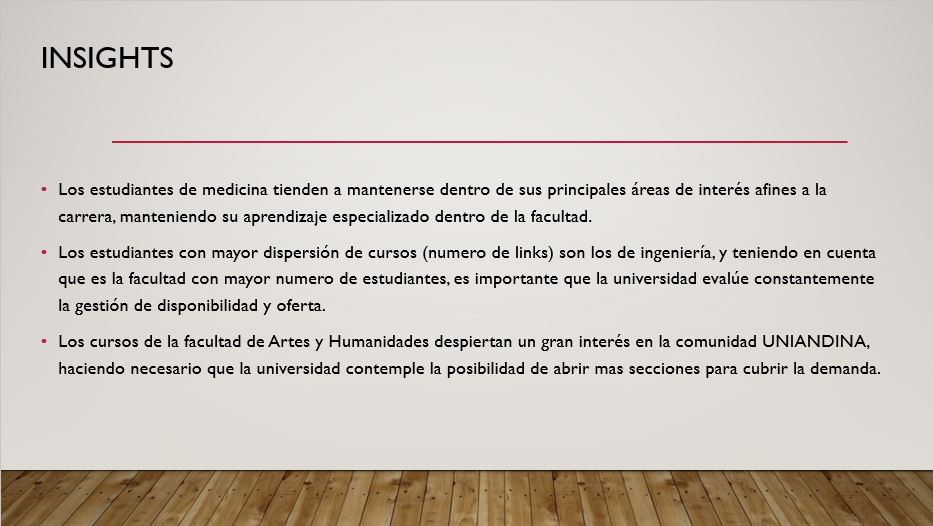 INSIGHTS
• Los estudiantes de medicina tienden a mantenerse dentro de sus principales áreas de interés afines a la
carrera, manteniendo su aprendizaje especializado dentro de la facultad.
• Los estudiantes con mayor dispersión de cursos (numero de links) son los de ingeniería, y teniendo en cuenta
que es la facultad con mayor numero de estudiantes, es importante que la universidad evalúe constantemente
la gestión de disponibilidad y oferta.
• Los cursos de la facultad de Artes y Humanidades despiertan un gran interés en la comunidad UNIANDINA,
haciendo necesario que la universidad contemple la posibilidad de abrir mas secciones para cubrir la demanda.